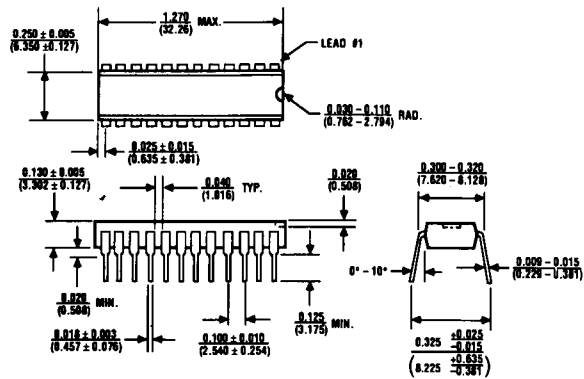 1.270
(32.26)
MAX.
0.250 ± 0.005
(6.350 ± 0.127)
LEAD #1
0.030 – 0.110
(0.762 – 2.794)
RAD.
0.025 ± 0.015
(0.635 ± 0.381)
0.130 ± 0.005
(3.302 ± 0.127)
0.040
(1.016)
TYP.
0.020
(0.508)
0.300 – 0.320
(7.620 – 8.128)
0° – 10°
0.009 – 0.015
(0.229 – 0.381)
0.020
(0.508)
MIN.
0.125
(3.175)
MIN.
0.018 ± 0.003
(0.457 ± 0.076)
0.100 ± 0.010
(2.540 ± 0.254)
0.325 +0.025
–0.015
(8.225 +0.635
–0.381)